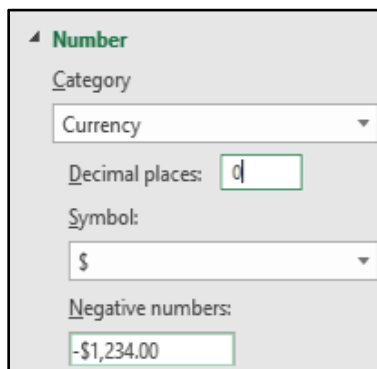 Number
Category
Currency
Decimal places: 0
Symbol:
$
Negative numbers:
-$1,234.00